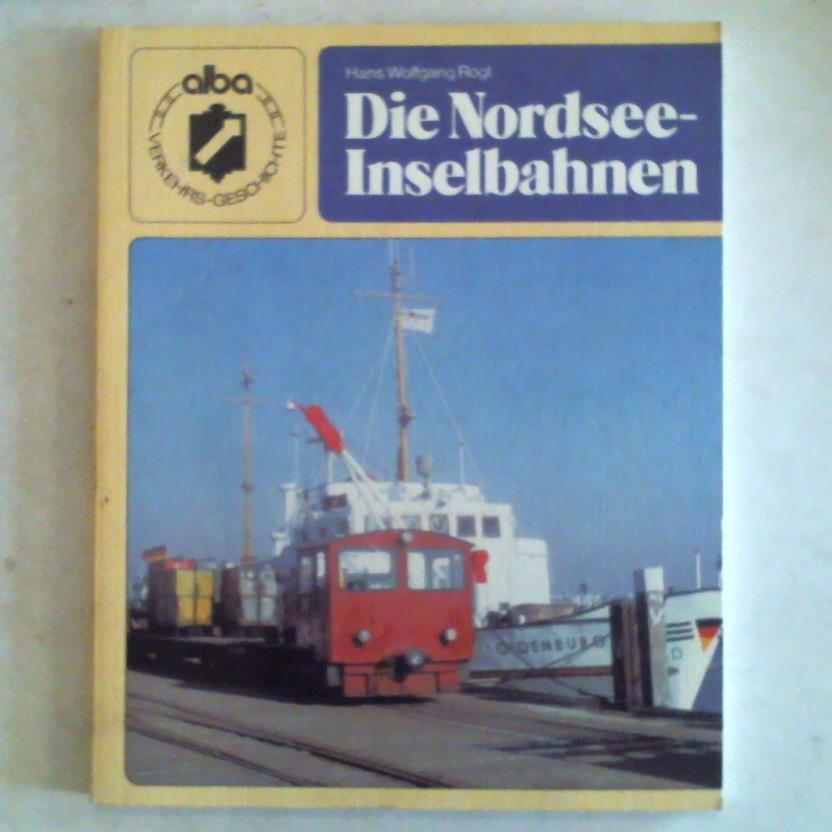 alba
VERKEHRS-GESCHICHTE
Hans Wolfgang Rogl
Die Nordsee-
Inselbahnen
OLDENBURG
D